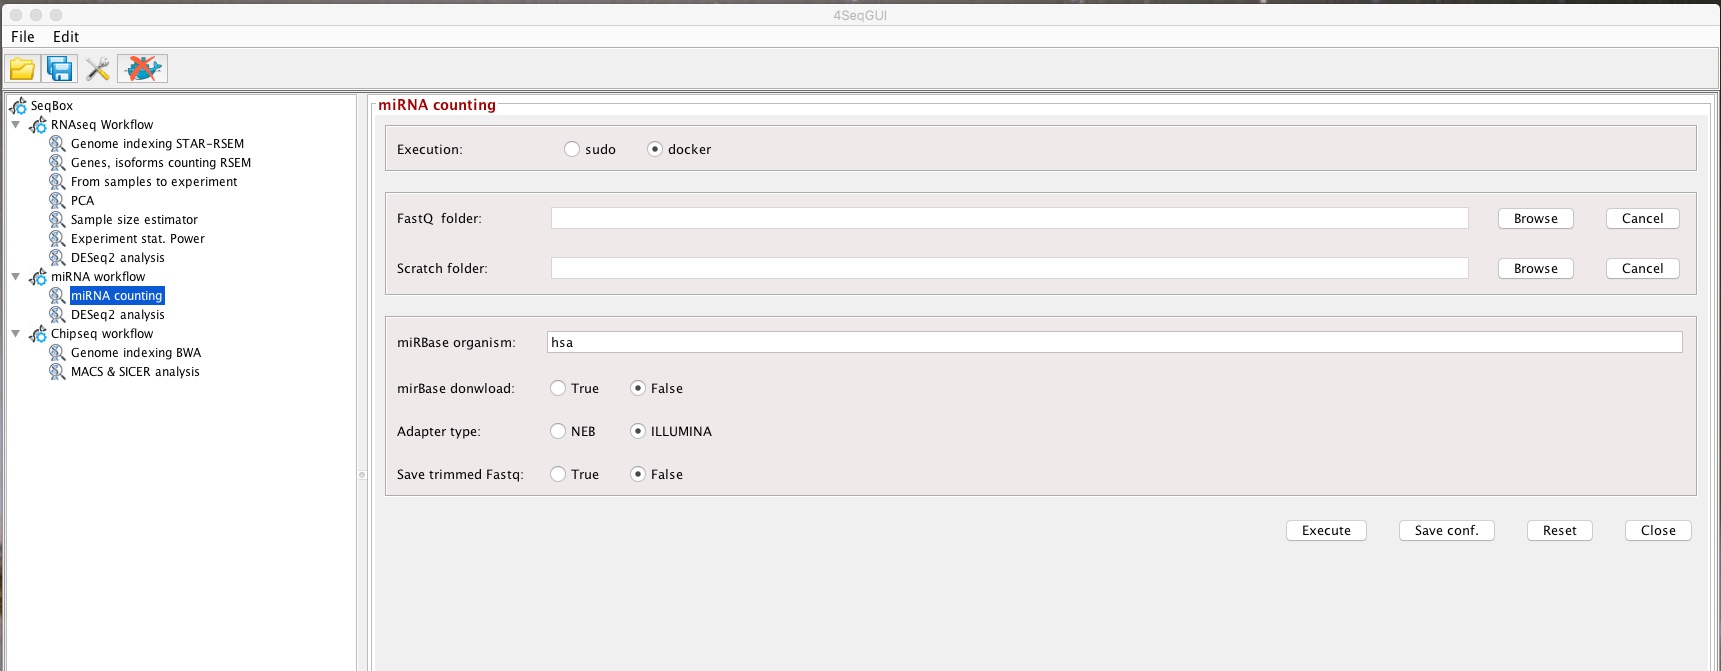 4SeqGUI
File Edit
SeqBox
RNAseq Workflow
Genome indexing STAR-RSEM
Genes, isoforms counting RSEM
From samples to experiment
PCA
Sample size estimator
Experiment stat. Power
DESeq2 analysis
miRNA workflow
miRNA counting
DESeq2 analysis
Chipseq workflow
Genome indexing BWA
MACS & SICER analysis
miRNA counting
Execution: sudo docker
FastQ folder: Browse Cancel
Scratch folder: Browse Cancel
miRBase organism: hsa
mirBase donwload: True False
Adapter type: NEB ILLUMINA
Save trimmed Fastq: True False
Execute Save conf. Reset Close